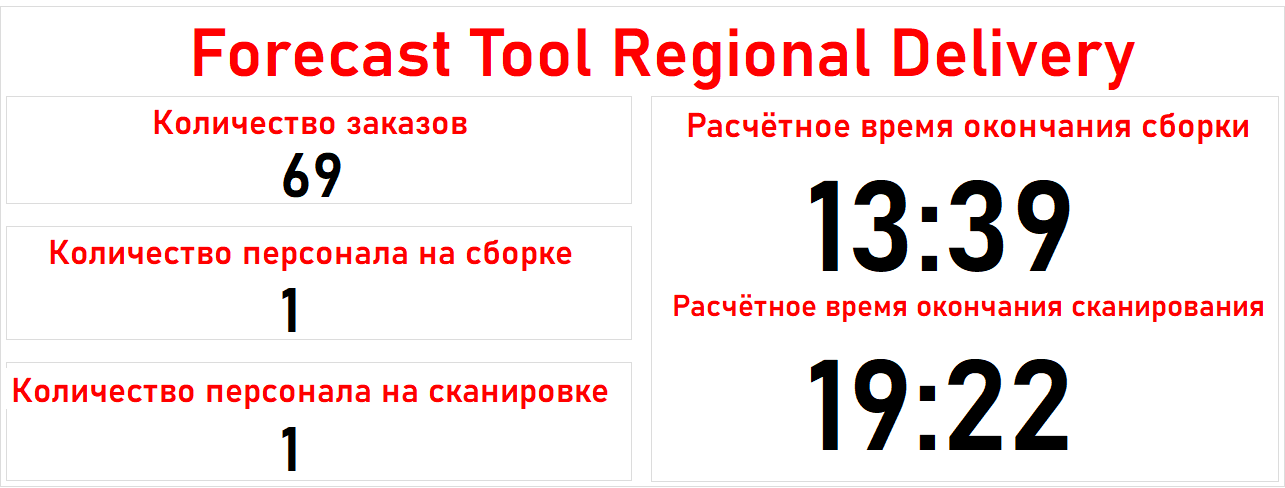 Forecast Tool Regional Delivery
Количество заказов
69
Количество персонала на сборке
1
Количество персонала на сканировке
1
Расчётное время окончания сборки
13:39
Расчётное время окончания сканирования
19:22